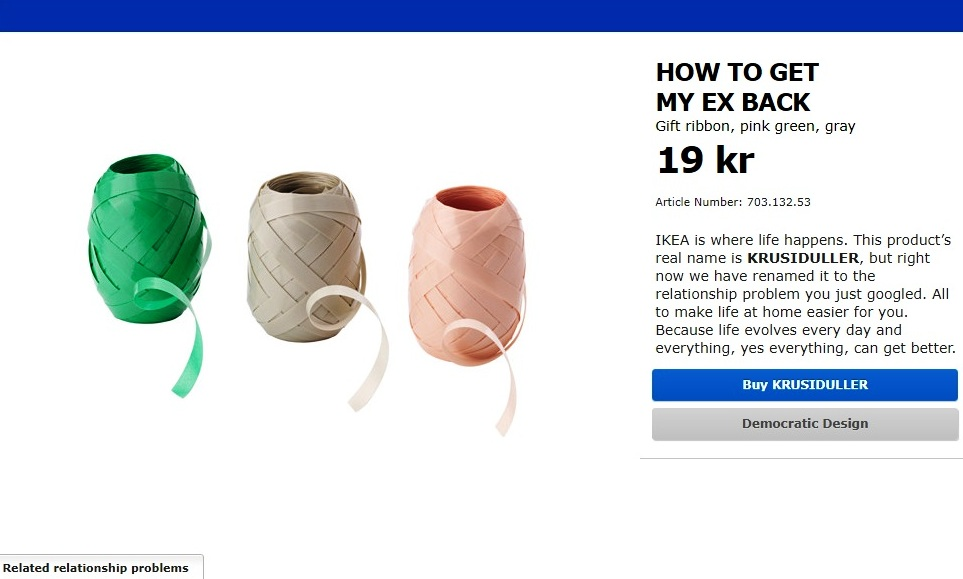 HOW TO GET
MY EX BACK
Gift ribbon, pink green, gray
19 kr
Article Number: 703.132.53
IKEA is where life happens. This product’s
real name is KRUSIDULLER, but right
now we have renamed it to the
relationship problem you just googled. All
to make life at home easier for you.
Because life evolves every day and
everything, yes everything, can get better.
Buy KRUSIDULLER
Democratic Design
Related relationship problems